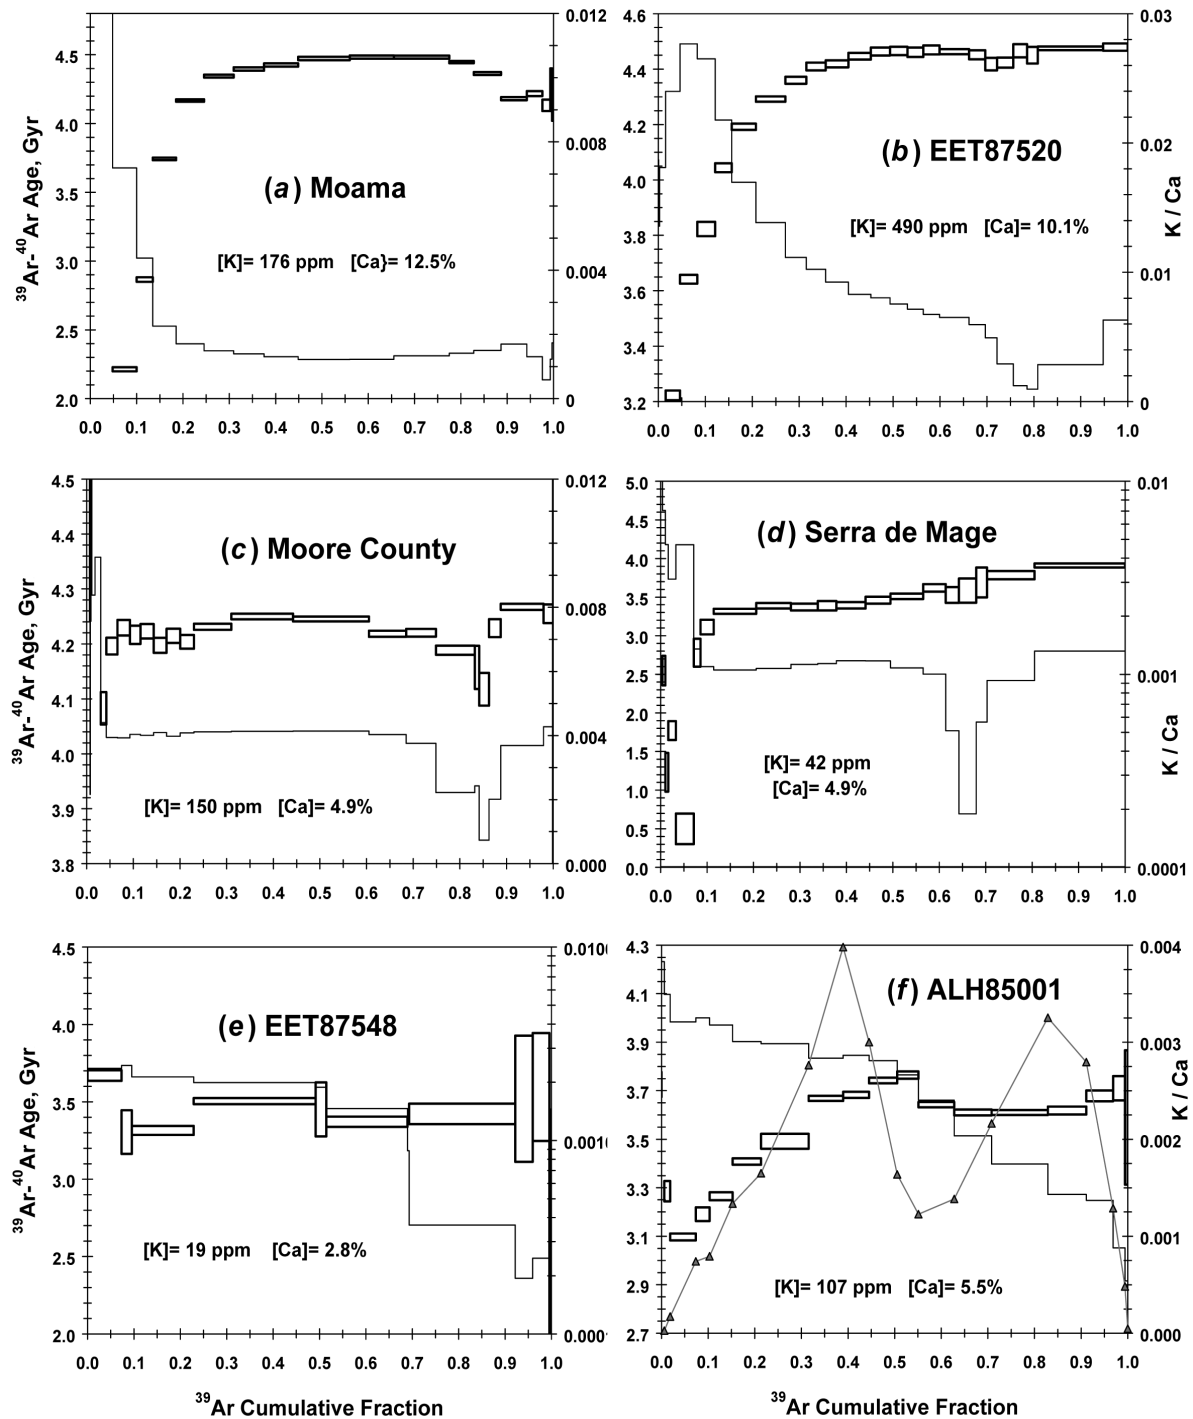 4.5
4.0
3.5
3.0
2.5
2.0
0.012
0.008
0.004
0
(a) Moama
[K]= 176 ppm [Ca}= 12.5%
39Ar-40Ar Age, Gyr
0.0 0.1 0.2 0.3 0.4 0.5 0.6 0.7 0.8 0.9 1.0
4.6
4.4
4.2
4.0
3.8
3.6
3.4
3.2
0.03
0.02
0.01
0
(b) EET87520
[K]= 490 ppm [Ca]= 10.1%
K / Ca
0.0 0.1 0.2 0.3 0.4 0.5 0.6 0.7 0.8 0.9 1.0
4.5
4.4
4.3
4.2
4.1
4.0
3.9
3.8
0.012
0.008
0.004
0.000
(c) Moore County
[K]= 150 ppm [Ca]= 4.9%
39Ar-40Ar Age, Gyr
0.0 0.1 0.2 0.3 0.4 0.5 0.6 0.7 0.8 0.9 1.0
5.0
4.5
4.0
3.5
3.0
2.5
2.0
1.5
1.0
0.5
0.0
0.01
0.001
0.0001
(d) Serra de Mage
[K]= 42 ppm
[Ca]= 4.9%
K / Ca
0.0 0.1 0.2 0.3 0.4 0.5 0.6 0.7 0.8 0.9 1.0
4.5
4.0
3.5
3.0
2.5
2.0
0.010
0.001
0.000
(e) EET87548
[K]= 19 ppm [Ca]= 2.8%
39Ar-40Ar Age, Gyr
0.0 0.1 0.2 0.3 0.4 0.5 0.6 0.7 0.8 0.9 1.0
39Ar Cumulative Fraction
4.3
4.1
3.9
3.7
3.5
3.3
3.1
2.9
2.7
0.004
0.003
0.002
0.001
0.000
(f) ALH85001
[K]= 107 ppm [Ca]= 5.5%
K / Ca
0.0 0.1 0.2 0.3 0.4 0.5 0.6 0.7 0.8 0.9 1.0
39Ar Cumulative Fraction